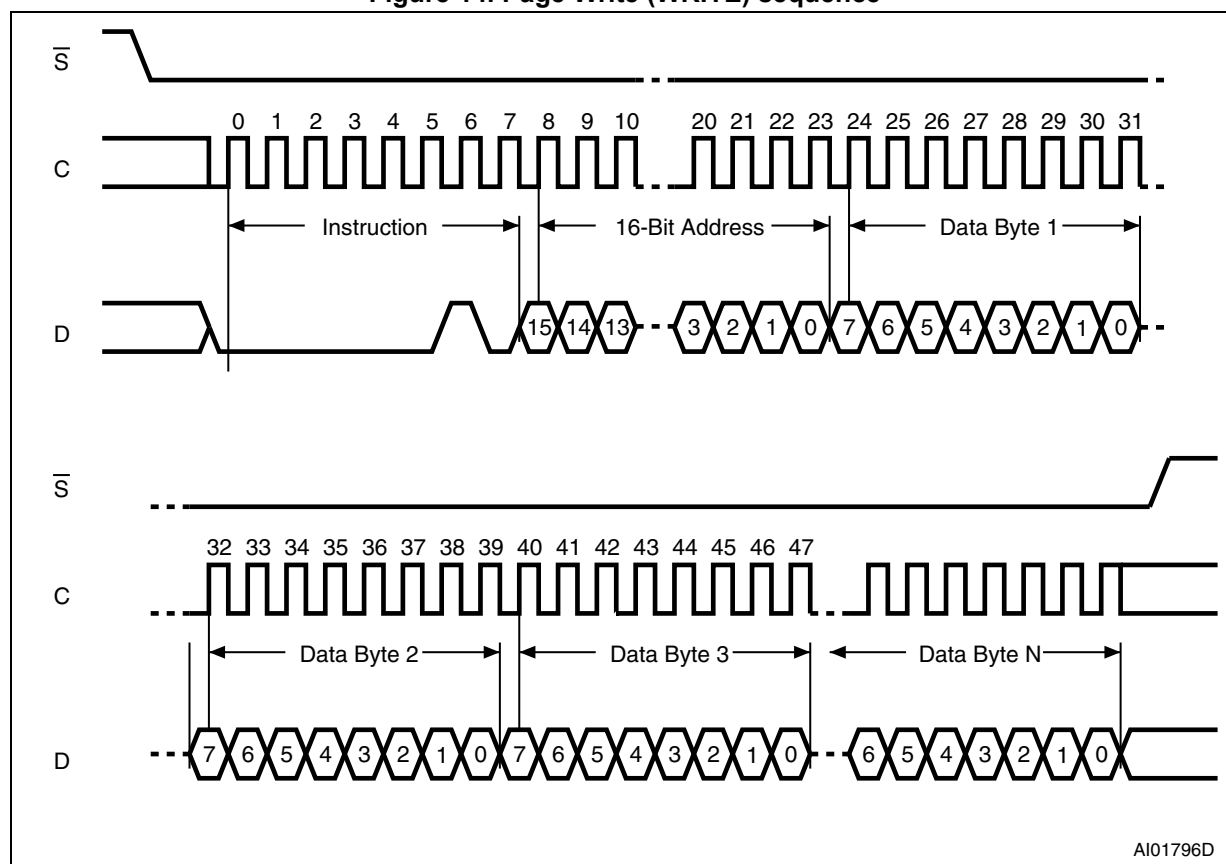 Figure 14. Page Write (WRITE) sequence
S
0 1 2 3 4 5 6 7 8 9 10 20 21 22 23 24 25 26 27 28 29 30 31
C
Instruction 16-Bit Address Data Byte 1
D 15 14 13 3 2 1 0 7 6 5 4 3 2 1 0
S
32 33 34 35 36 37 38 39 40 41 42 43 44 45 46 47
C
Data Byte 2 Data Byte 3 Data Byte N
D 7 6 5 4 3 2 1 0 7 6 5 4 3 2 1 0 6 5 4 3 2 1 0
AI01796D